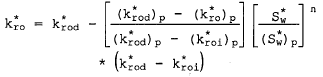 k*ro = k*rod - [ ((k*rod)p - (k*ro)p) / ((k*rod)p - (k*roi)p) ] [ S*w / (S*w)p ]^n
* (k*rod - k*roi)